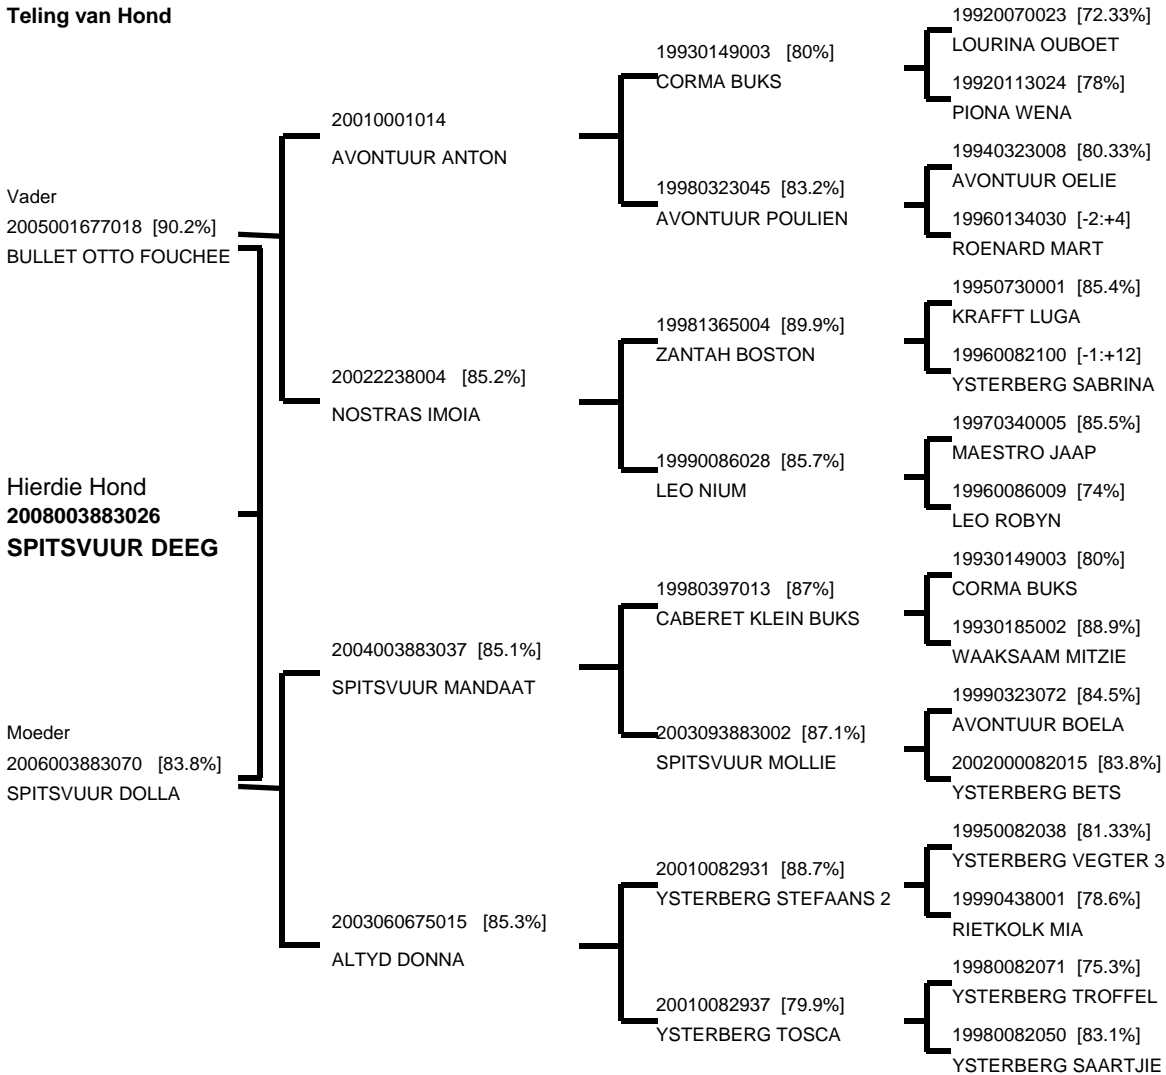 Teling van Hond
Vader
2005001677018 [90.2%]
BULLET OTTO FOUCHEE
Hierdie Hond
2008003883026
SPITSVUUR DEEG
Moeder
2006003883070 [83.8%]
SPITSVUUR DOLLA
20010001014
AVONTUUR ANTON
20022238004 [85.2%]
NOSTRAS IMOIA
2004003883037 [85.1%]
SPITSVUUR MANDAAT
2003060675015 [85.3%]
ALTYD DONNA
19930149003 [80%]
CORMA BUKS
19980323045 [83.2%]
AVONTUUR POULIEN
19981365004 [89.9%]
ZANTAH BOSTON
19990086028 [85.7%]
LEO NIUM
19980397013 [87%]
CABERET KLEIN BUKS
2003093883002 [87.1%]
SPITSVUUR MOLLIE
20010082931 [88.7%]
YSTERBERG STEFAANS 2
20010082937 [79.9%]
YSTERBERG TOSCA
19920070023 [72.33%]
LOURINA OUBOET
19920113024 [78%]
PIONA WENA
19940323008 [80.33%]
AVONTUUR OELIE
19960134030 [-2:+4]
ROENARD MART
19950730001 [85.4%]
KRAFFT LUGA
19960082100 [-1:+12]
YSTERBERG SABRINA
19970340005 [85.5%]
MAESTRO JAAP
19960086009 [74%]
LEO ROBYN
19930149003 [80%]
CORMA BUKS
19930185002 [88.9%]
WAAKSAAM MITZIE
19990323072 [84.5%]
AVONTUUR BOELA
2002000082015 [83.8%]
YSTERBERG BETS
19950082038 [81.33%]
YSTERBERG VEGTER 3
19990438001 [78.6%]
RIETKOLK MIA
19980082071 [75.3%]
YSTERBERG TROFFEL
19980082050 [83.1%]
YSTERBERG SAARTJIE